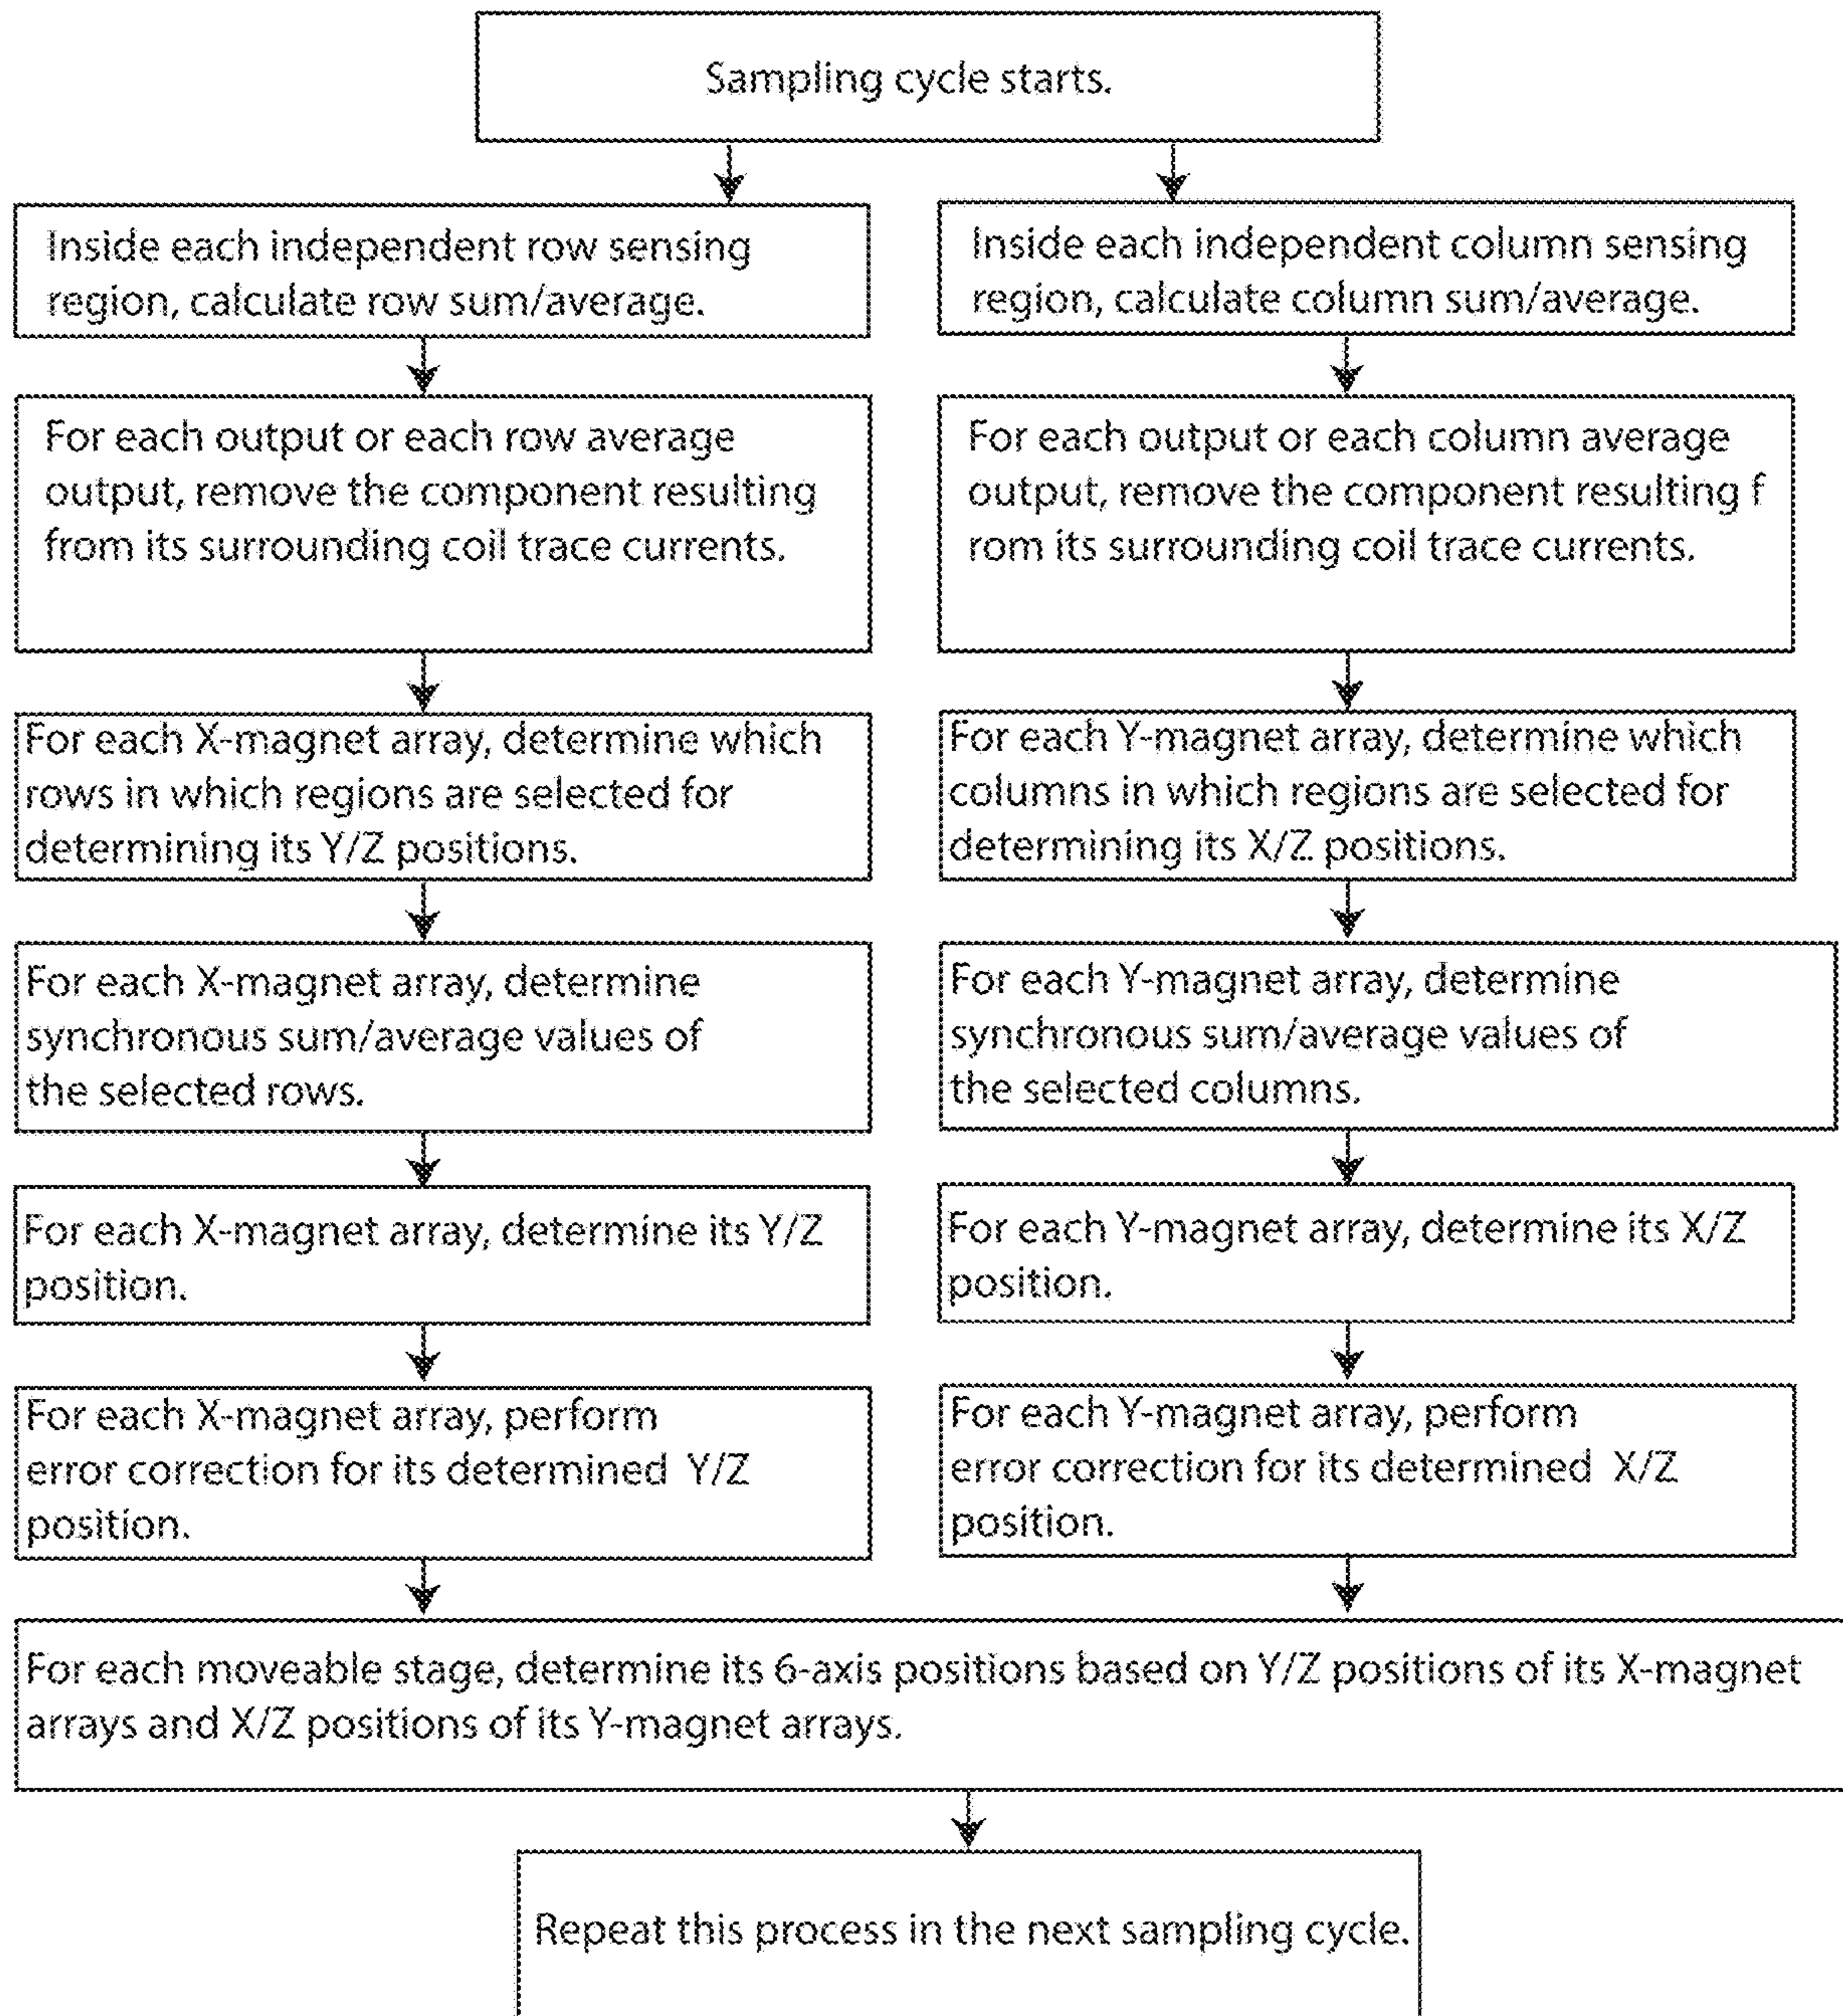 Sampling cycle starts.
Inside each independent row sensing
region, calculate row sum/average.
Inside each independent column sensing
region, calculate column sum/average.
For each output or each row average
output, remove the component resulting
from its surrounding coil trace currents.
For each output or each column average
output, remove the component resulting f
rom its surrounding coil trace currents.
For each X-magnet array, determine which
rows in which regions are selected for
determining its Y/Z positions.
For each Y-magnet array, determine which
columns in which regions are selected for
determining its X/Z positions.
For each X-magnet array, determine
synchronous sum/average values of
the selected rows.
For each Y-magnet array, determine
synchronous sum/average values of
the selected columns.
For each X-magnet array, determine its Y/Z
position.
For each Y-magnet array, determine its X/Z
position.
For each X-magnet array, perform
error correction for its determined Y/Z
position.
For each Y-magnet array, perform
error correction for its determined X/Z
position.
For each moveable stage, determine its 6-axis positions based on Y/Z positions of its X-magnet
arrays and X/Z positions of its Y-magnet arrays.
Repeat this process in the next sampling cycle.